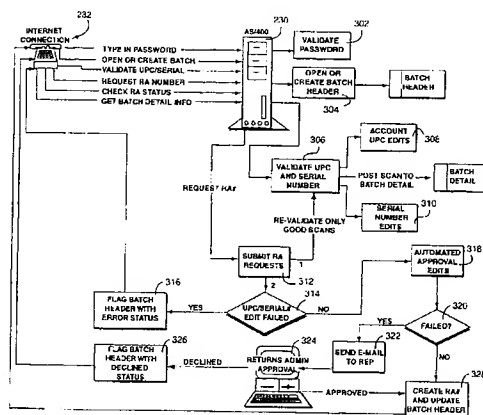 232
INTERNET
CONNECTION
TYPE IN PASSWORD
OPEN OR CREATE BATCH
VALIDATE UPC/SERIAL
REQUEST RA NUMBER
CHECK RA STATUS
GET BATCH DETAIL INFO
AS/400
230
302
VALIDATE
PASSWORD
OPEN OR
CREATE BATCH
HEADER
304
BATCH
HEADER
306
VALIDATE UPC
AND SERIAL
NUMBER
ACCOUNT
UPC EDITS
308
POST SCAN TO
BATCH DETAIL
BATCH
DETAIL
SERIAL
NUMBER
EDITS
310
REQUEST RA#
RE-VALIDATE ONLY
GOOD SCANS
SUBMIT RA
REQUESTS
1
2
312
314
UPC/SERIAL#
EDIT FAILED
YES
NO
316
FLAG BATCH
HEADER WITH
ERROR STATUS
AUTOMATED
APPROVAL
EDITS
318
320
FAILED?
YES
NO
322
SEND E-MAIL
TO REP
324
RETURNS ADMIN
APPROVAL
DECLINED
326
FLAG BATCH
HEADER WITH
DECLINED
STATUS
APPROVED
CREATE RA#
AND UPDATE
BATCH HEADER